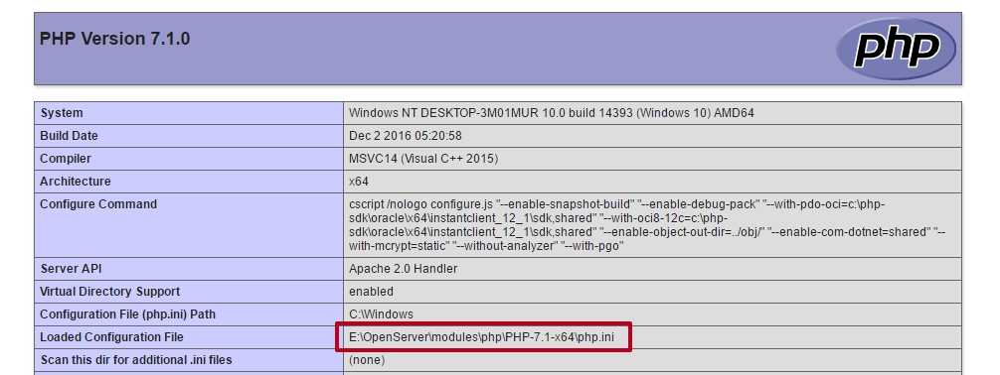 PHP Version 7.1.0
php
System Windows NT DESKTOP-3M01MUR 10.0 build 14393 (Windows 10) AMD64
Build Date Dec 2 2016 05:20:58
Compiler MSVC14 (Visual C++ 2015)
Architecture x64
Configure Command cscript /nologo configure.js "--enable-snapshot-build" "--enable-debug-pack" "--with-pdo-oci=c:\php-
sdk\oracle\x64\instantclient_12_1\sdk,shared" "--with-oci8-12c=c:\php-
sdk\oracle\x64\instantclient_12_1\sdk,shared" "--enable-object-out-dir=../obj/" "--enable-com-dotnet=shared" "--
with-mcrypt=static" "--without-analyzer" "--with-pgo"
Server API Apache 2.0 Handler
Virtual Directory Support enabled
Configuration File (php.ini) Path C:\Windows
Loaded Configuration File E:\OpenServer\modules\php\PHP-7.1-x64\php.ini
Scan this dir for additional .ini files (none)